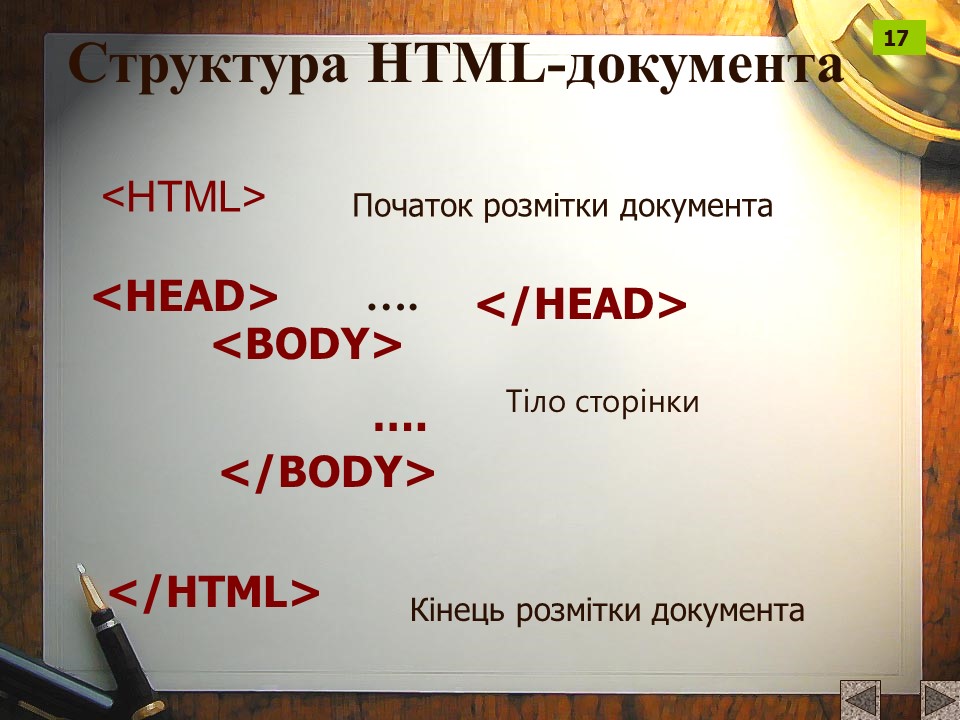 17
Структура HTML-документа
<HTML> Початок розмітки документа
<HEAD> .... </HEAD>
<BODY>
Тіло сторінки
....
</BODY>
</HTML>
Кінець розмітки документа